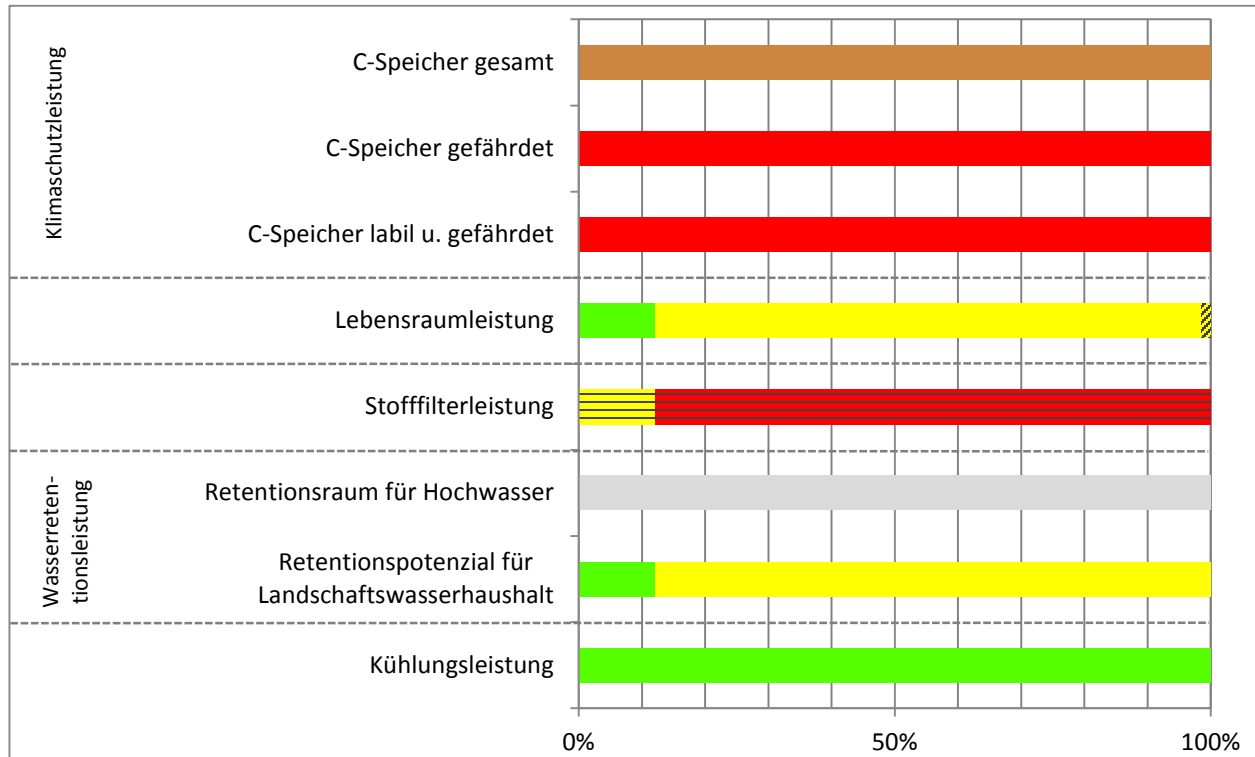 Klimaschutzleistung
C-Speicher gesamt
C-Speicher gefährdet
C-Speicher labil u. gefährdet
Lebensraumleistung
Stofffilterleistung
Wasserreten-
tionsleistung
Retentionsraum für Hochwasser
Retentionspotenzial für
Landschaftswasserhaushalt
Kühlungsleistung
0%
50%
100%